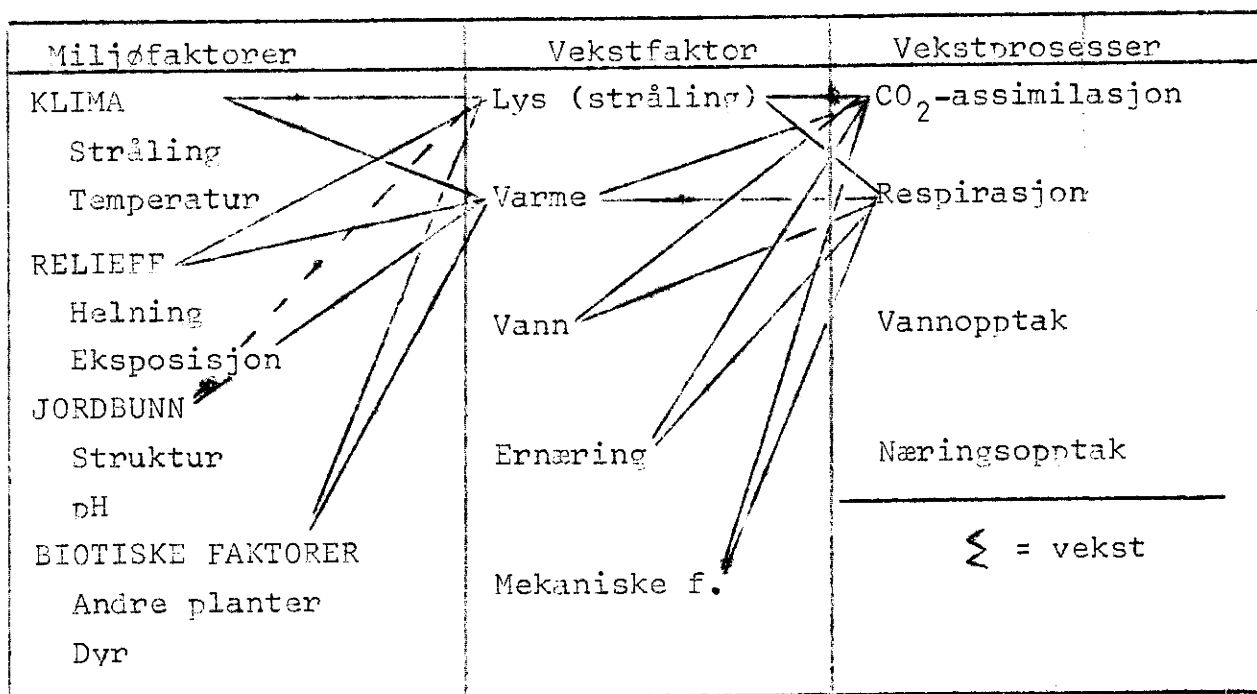 Miljøfaktorer Vekstfaktor Vekstprosesser
KLIMA Lys (stråling) CO2-assimilasjon
Stråling
Temperatur Varme Respirasjon
RELIEFF
Helning Vann Vannopptak
Eksposisjon
JORDBUNN
Struktur Ernæring Næringsopptak
pH
BIOTISKE FAKTORER Σ = vekst
Andre planter Mekaniske f.
Dyr